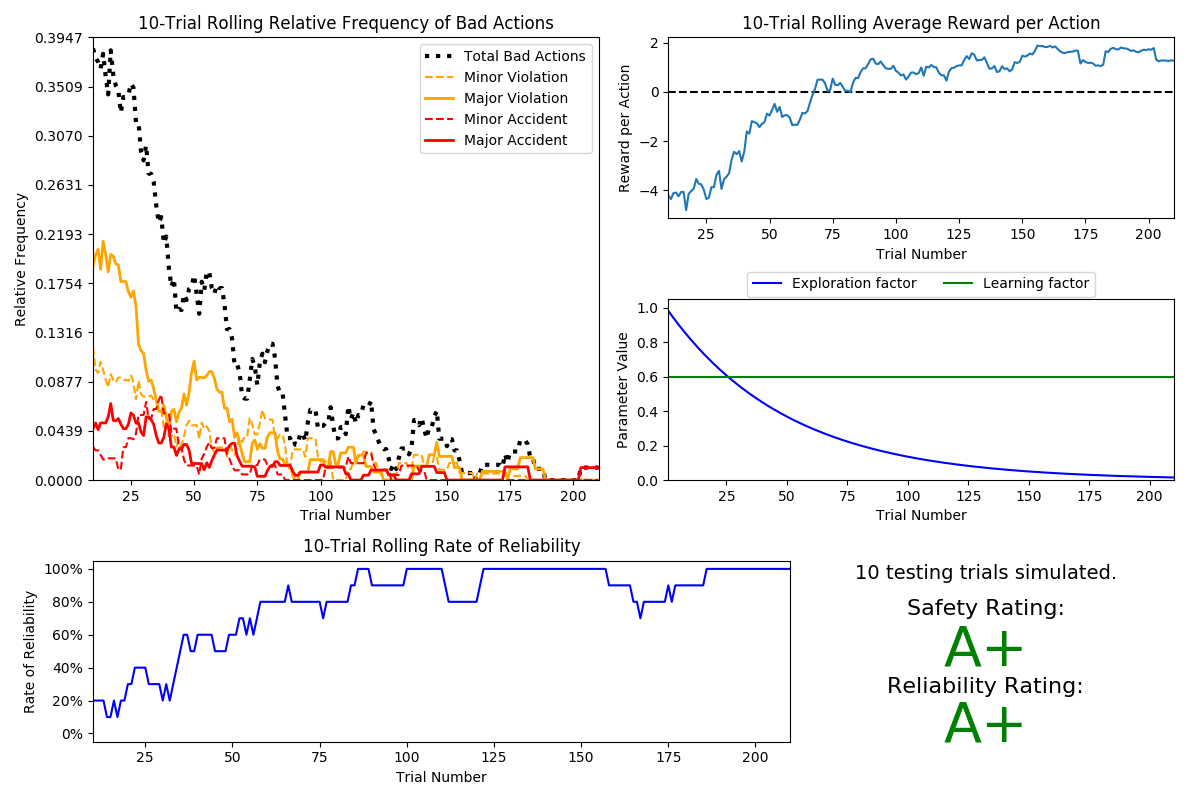 10-Trial Rolling Relative Frequency of Bad Actions
0.3947
0.3509
0.3070
0.2631
0.2193
0.1754
0.1316
0.0877
0.0439
0.0000
Relative Frequency
Total Bad Actions
Minor Violation
Major Violation
Minor Accident
Major Accident
25 50 75 100 125 150 175 200
Trial Number
10-Trial Rolling Average Reward per Action
2
0
−2
−4
Reward per Action
25 50 75 100 125 150 175 200
Trial Number
Exploration factor Learning factor
1.0
0.8
0.6
0.4
0.2
0.0
Parameter Value
25 50 75 100 125 150 175 200
Trial Number
10-Trial Rolling Rate of Reliability
100%
80%
60%
40%
20%
0%
Rate of Reliability
25 50 75 100 125 150 175 200
Trial Number
10 testing trials simulated.
Safety Rating:
A+
Reliability Rating:
A+